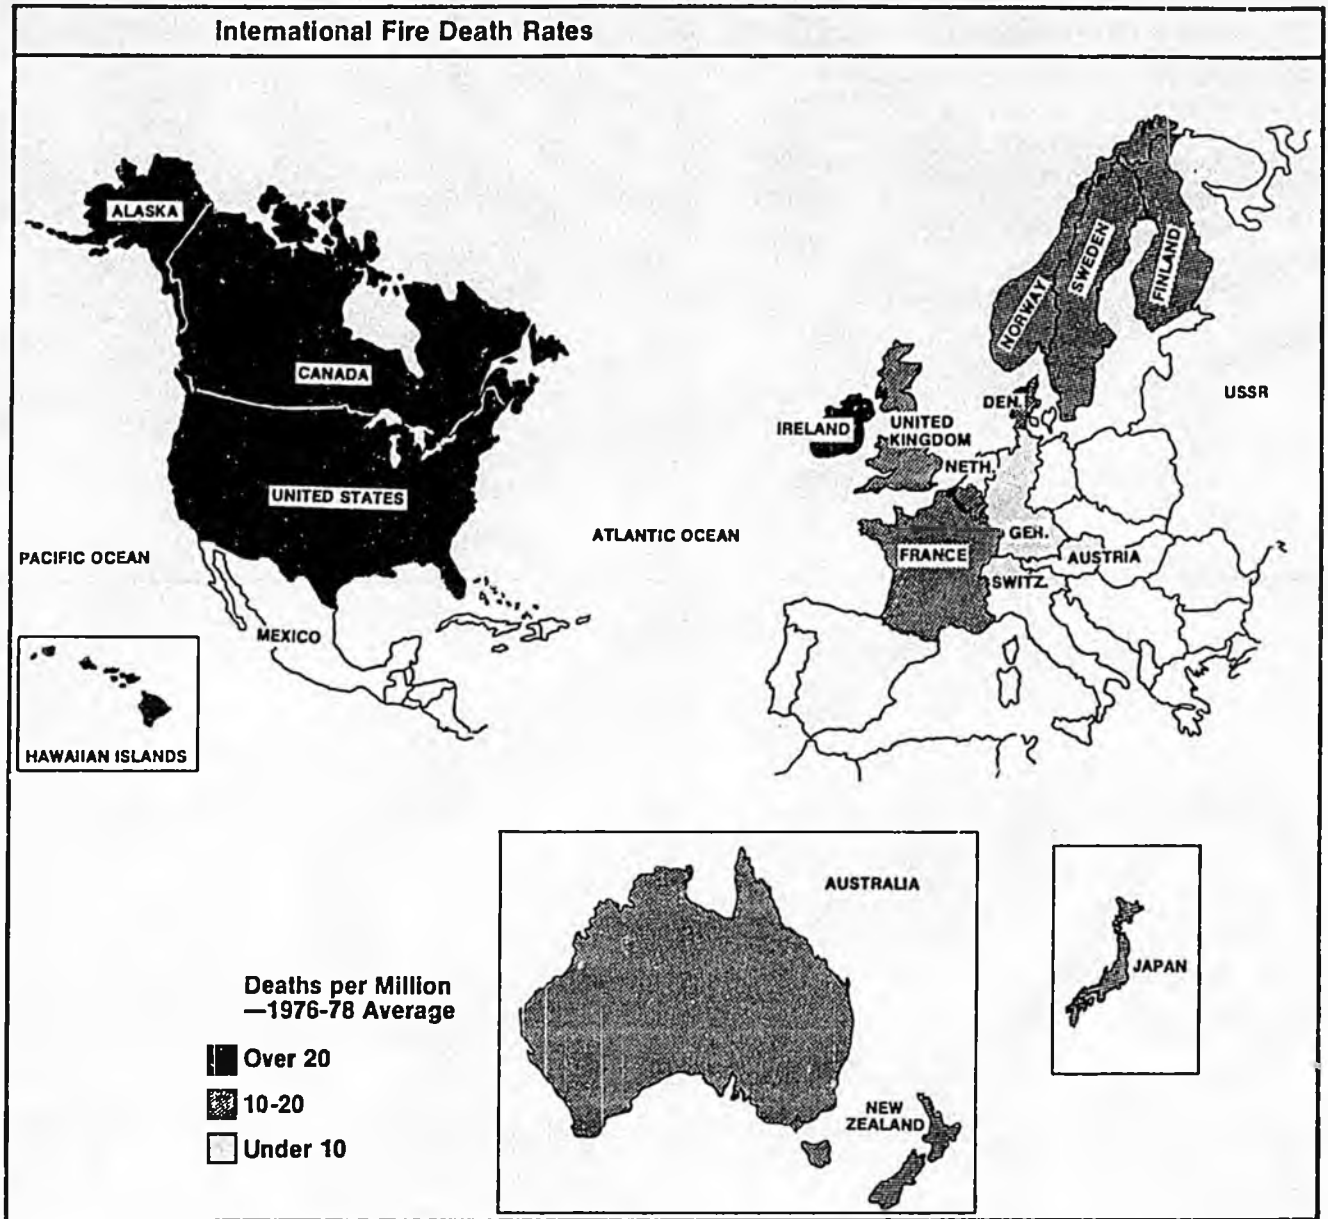 International Fire Death Rates
ALASKA
CANADA
UNITED STATES
PACIFIC OCEAN
MEXICO
HAWAIIAN ISLANDS
ATLANTIC OCEAN
NORWAY
SWEDEN
FINLAND
USSR
DEN.
IRELAND
UNITED
KINGDOM
NETH.
GER.
FRANCE
AUSTRIA
SWITZ.
AUSTRALIA
NEW
ZEALAND
JAPAN
Deaths per Million
—1976-78 Average
Over 20
10-20
Under 10